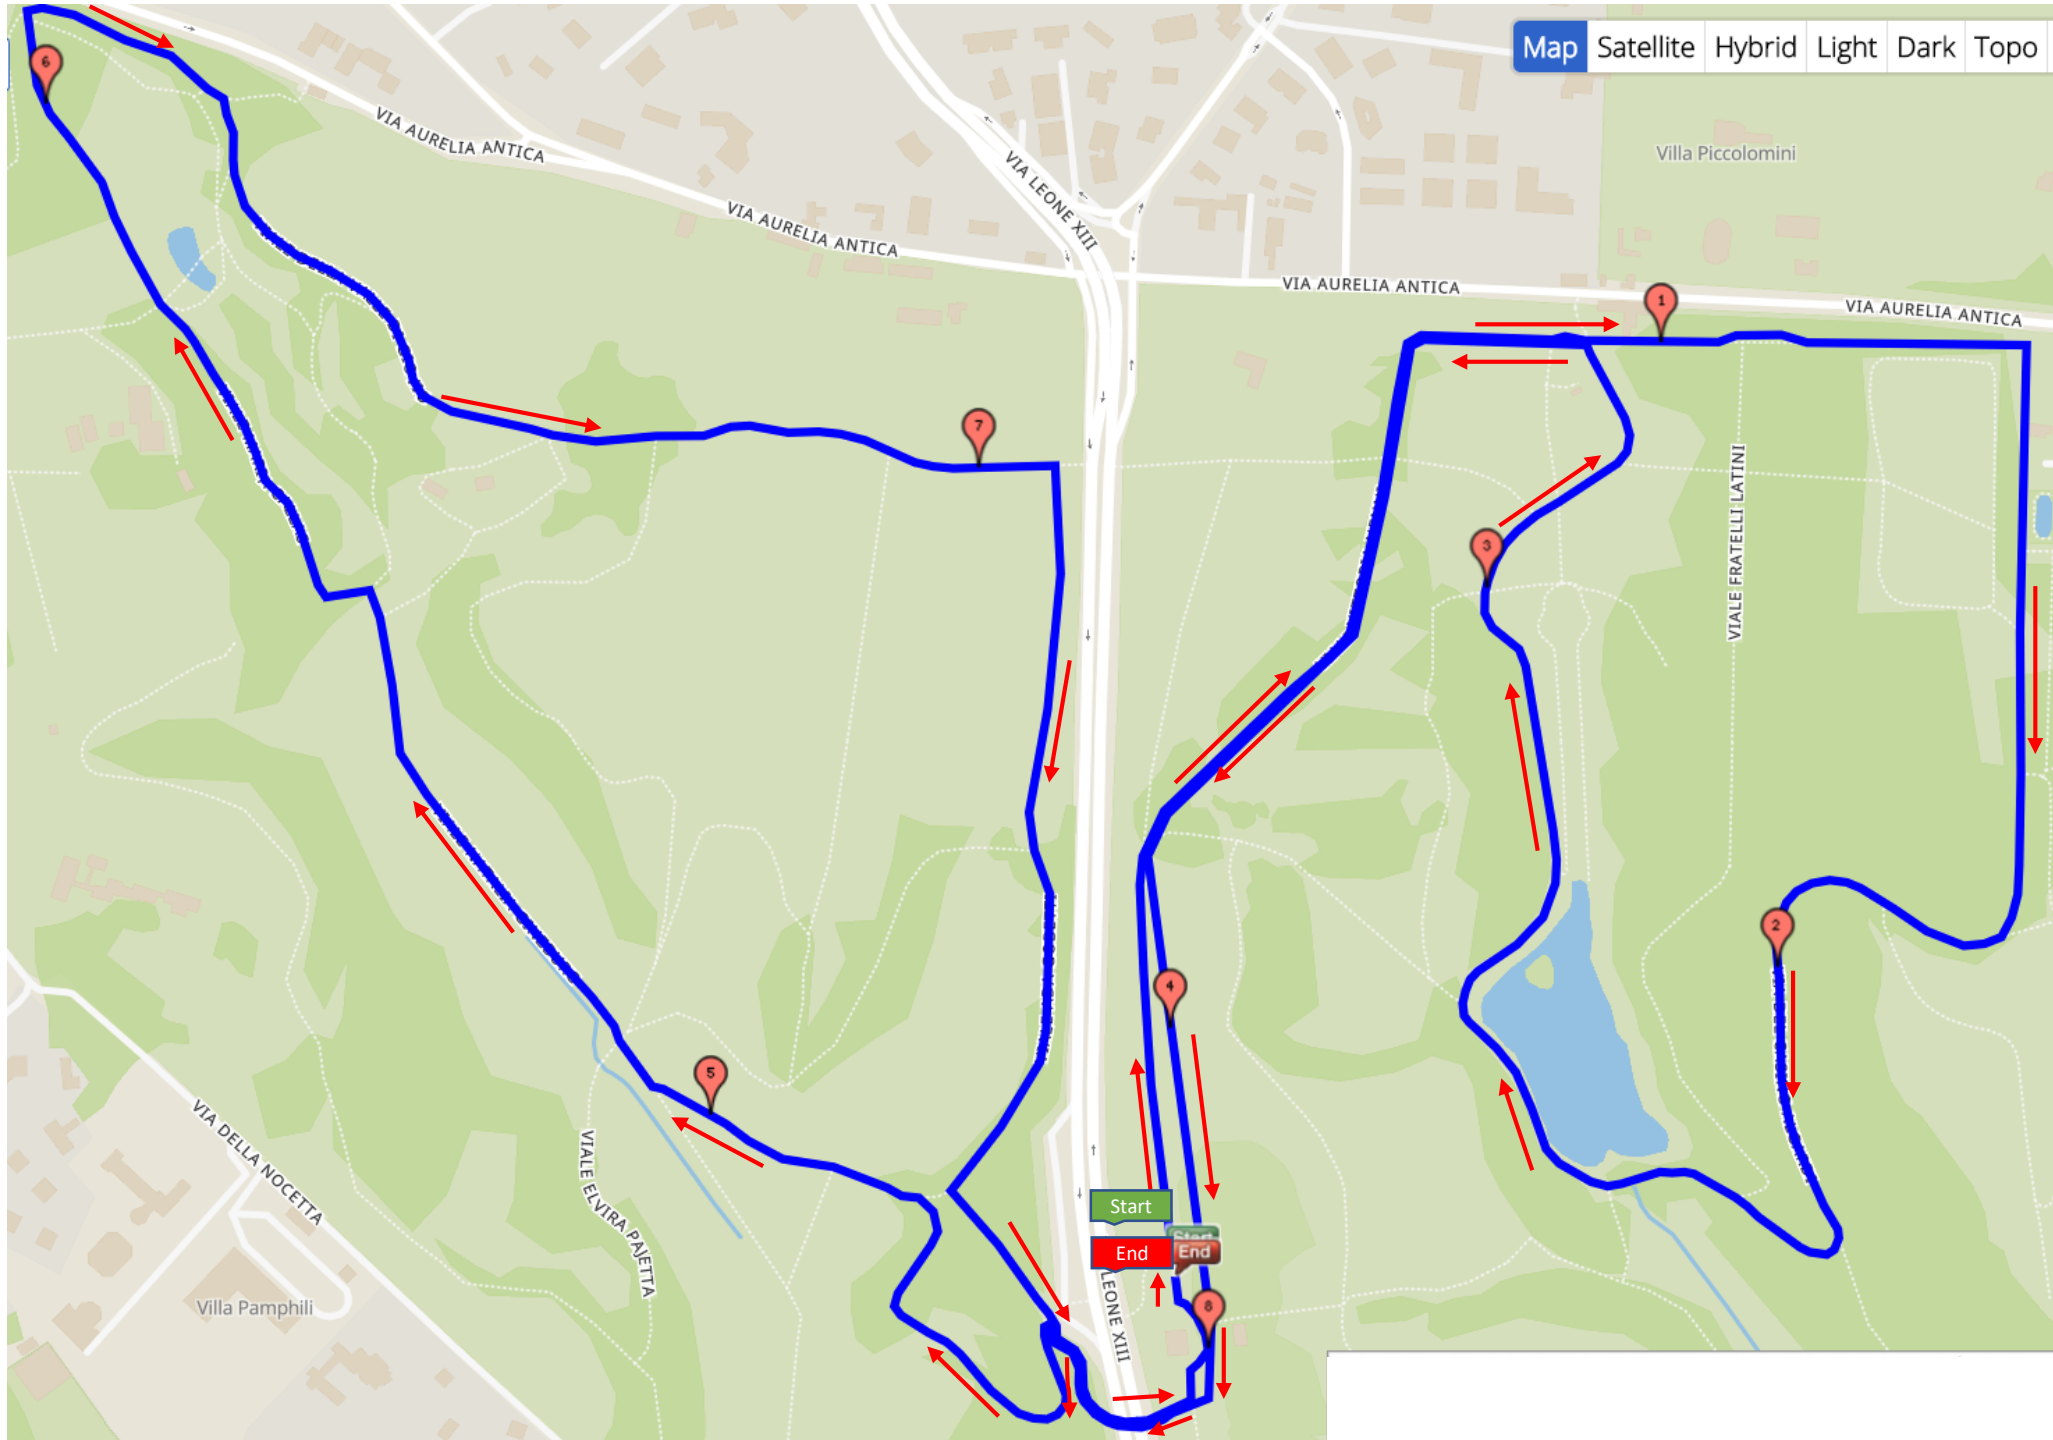 Map Satellite Hybrid Light Dark Topo
6
VIA AURELIA ANTICA
VIA LEONE XIII
Villa Piccolomini
VIA AURELIA ANTICA
VIA AURELIA ANTICA
1
VIA AURELIA ANTICA
7
VIALE FRATELLI LATINI
3
2
4
5
VIA DELLA NOCETTA
VIALE ELVIRA PAJETTA
Start
Start
End
End
LEONE XIII
8
Villa Pamphili